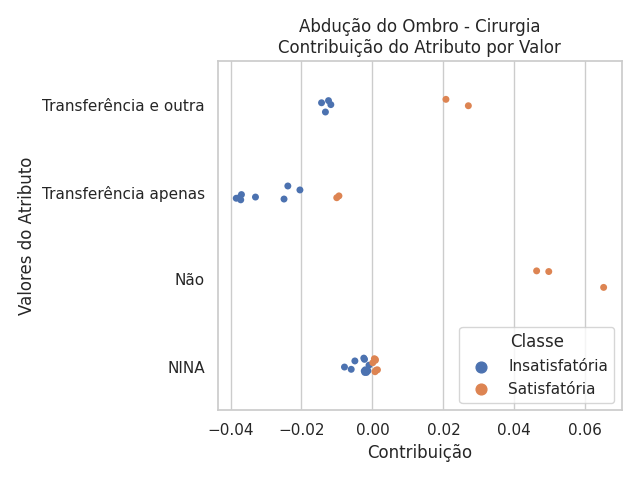 Abdução do Ombro - Cirurgia
Contribuição do Atributo por Valor
Valores do Atributo
Transferência e outra
Transferência apenas
Não
NINA
Classe
Insatisfatória
Satisfatória
−0.04 −0.02 0.00 0.02 0.04 0.06
Contribuição